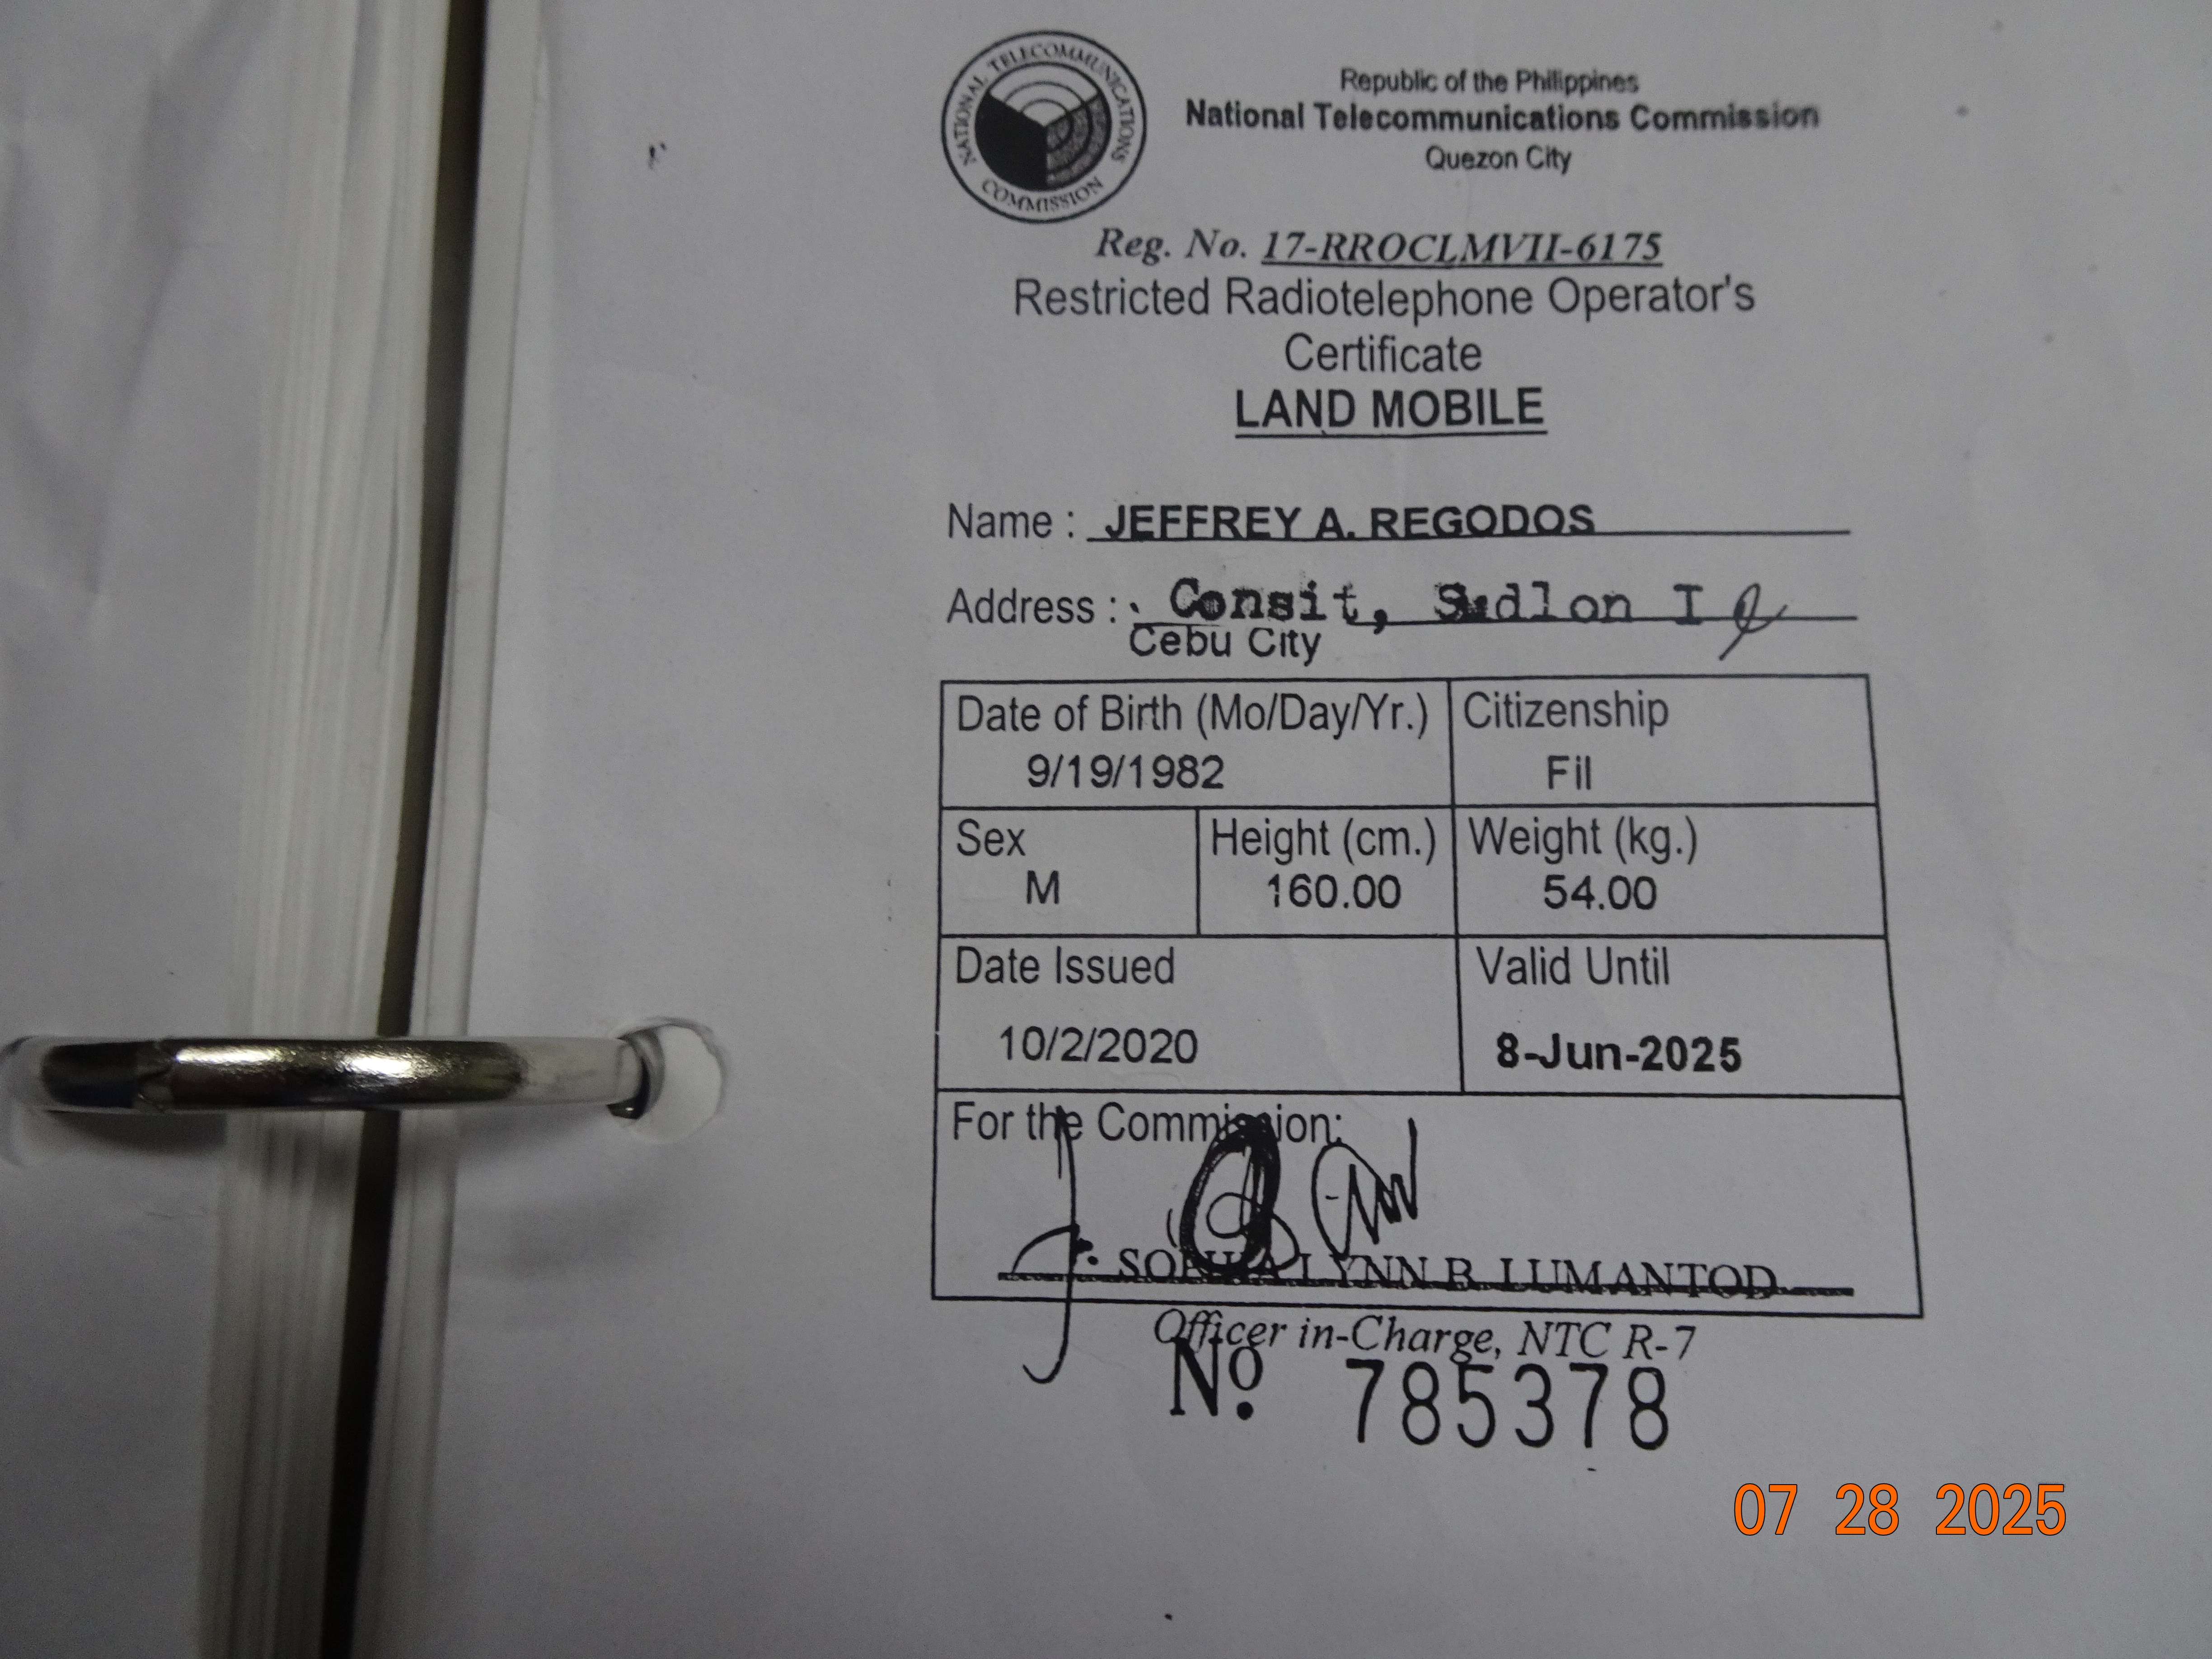 NATIONAL TELECOMMUNICATIONS COMMISSION
Republic of the Philippines
National Telecommunications Commission
Quezon City
Reg. No. 17-RROCLMVII-6175
Restricted Radiotelephone Operator's
Certificate
LAND MOBILE
Name : JEFFREY A. REGODOS
Address : Consit, Sudlon I
Cebu City
Date of Birth (Mo/Day/Yr.) Citizenship
9/19/1982 Fil
Sex Height (cm.) Weight (kg.)
M 160.00 54.00
Date Issued Valid Until
10/2/2020 8-Jun-2025
For the Commission:
LYNN B. LUMANTOD
Officer in-Charge, NTC R-7
No. 785378
07 28 2025